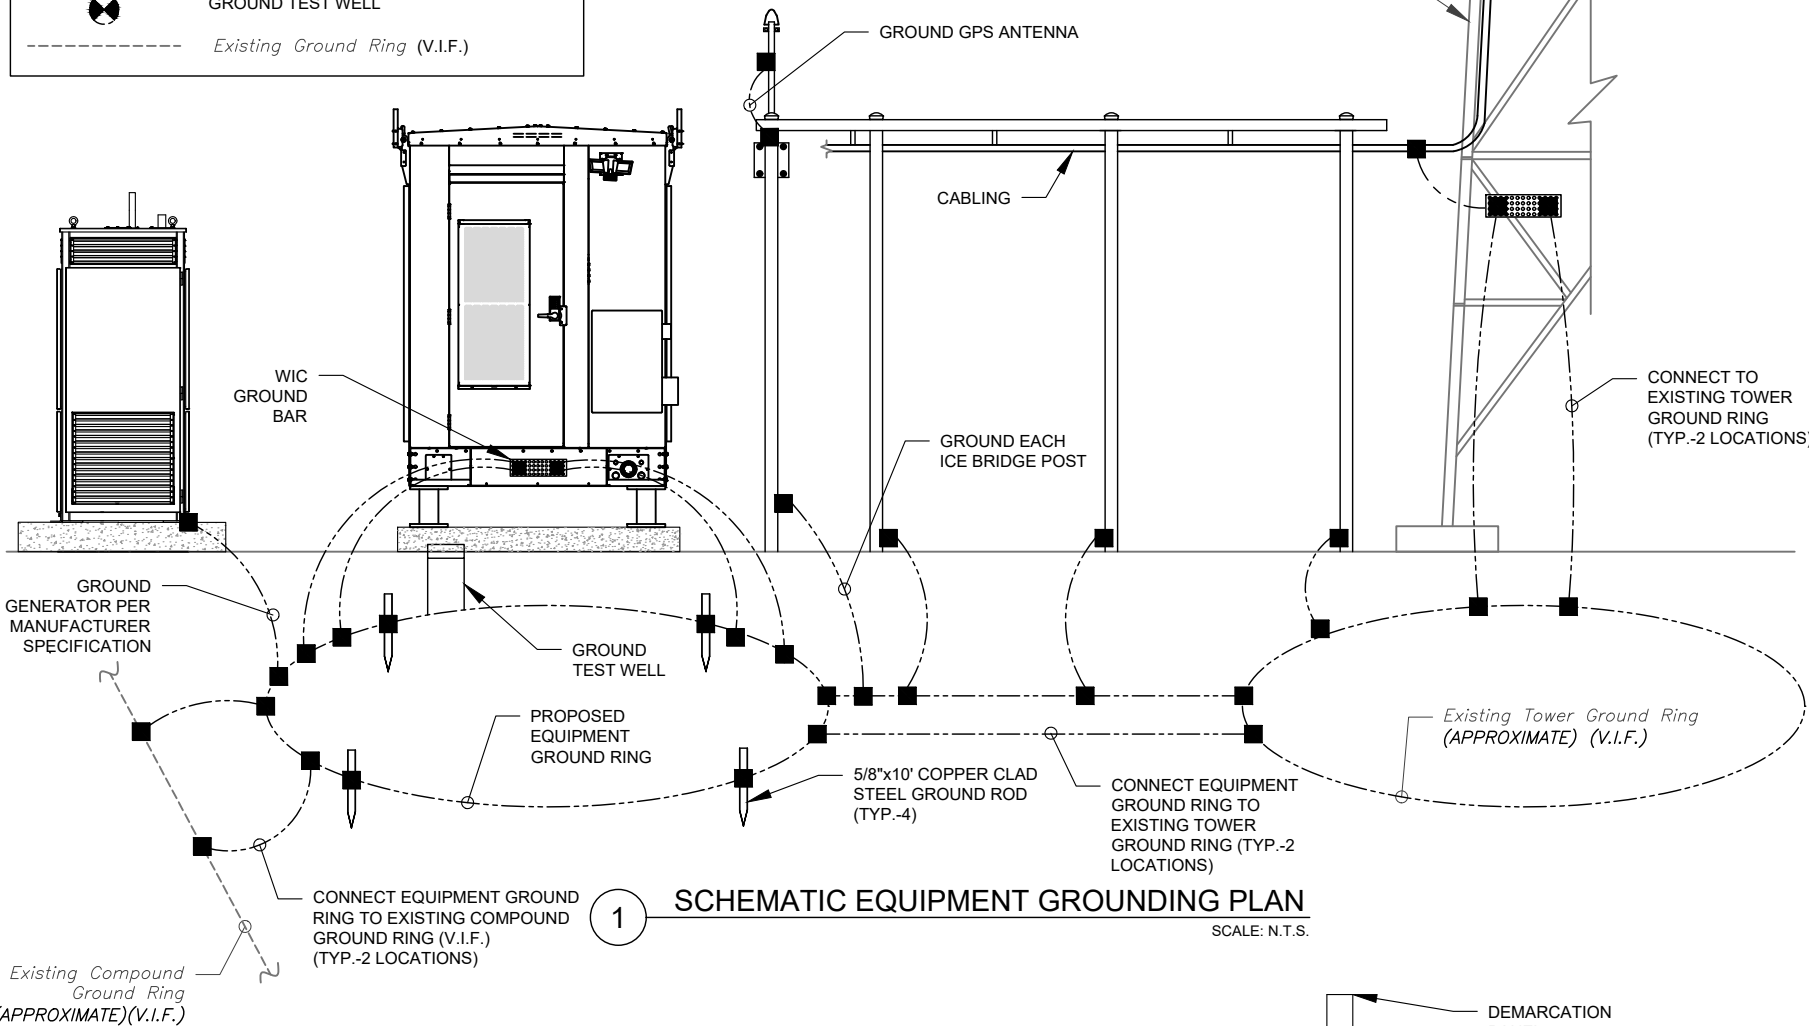 GROUND TEST WELL
Existing Ground Ring (V.I.F.)
GROUND GPS ANTENNA
CABLING
WIC
GROUND
BAR
GROUND EACH
ICE BRIDGE POST
CONNECT TO
EXISTING TOWER
GROUND RING
(TYP.-2 LOCATIONS)
GROUND
GENERATOR PER
MANUFACTURER
SPECIFICATION
GROUND
TEST WELL
PROPOSED
EQUIPMENT
GROUND RING
5/8"x10' COPPER CLAD
STEEL GROUND ROD
(TYP.-4)
CONNECT EQUIPMENT
GROUND RING TO
EXISTING TOWER
GROUND RING (TYP.-2
LOCATIONS)
Existing Tower Ground Ring
(APPROXIMATE) (V.I.F.)
CONNECT EQUIPMENT GROUND
RING TO EXISTING COMPOUND
GROUND RING (V.I.F.)
(TYP.-2 LOCATIONS)
Existing Compound
Ground Ring
(APPROXIMATE)(V.I.F.)
1
SCHEMATIC EQUIPMENT GROUNDING PLAN
SCALE: N.T.S.
DEMARCATION